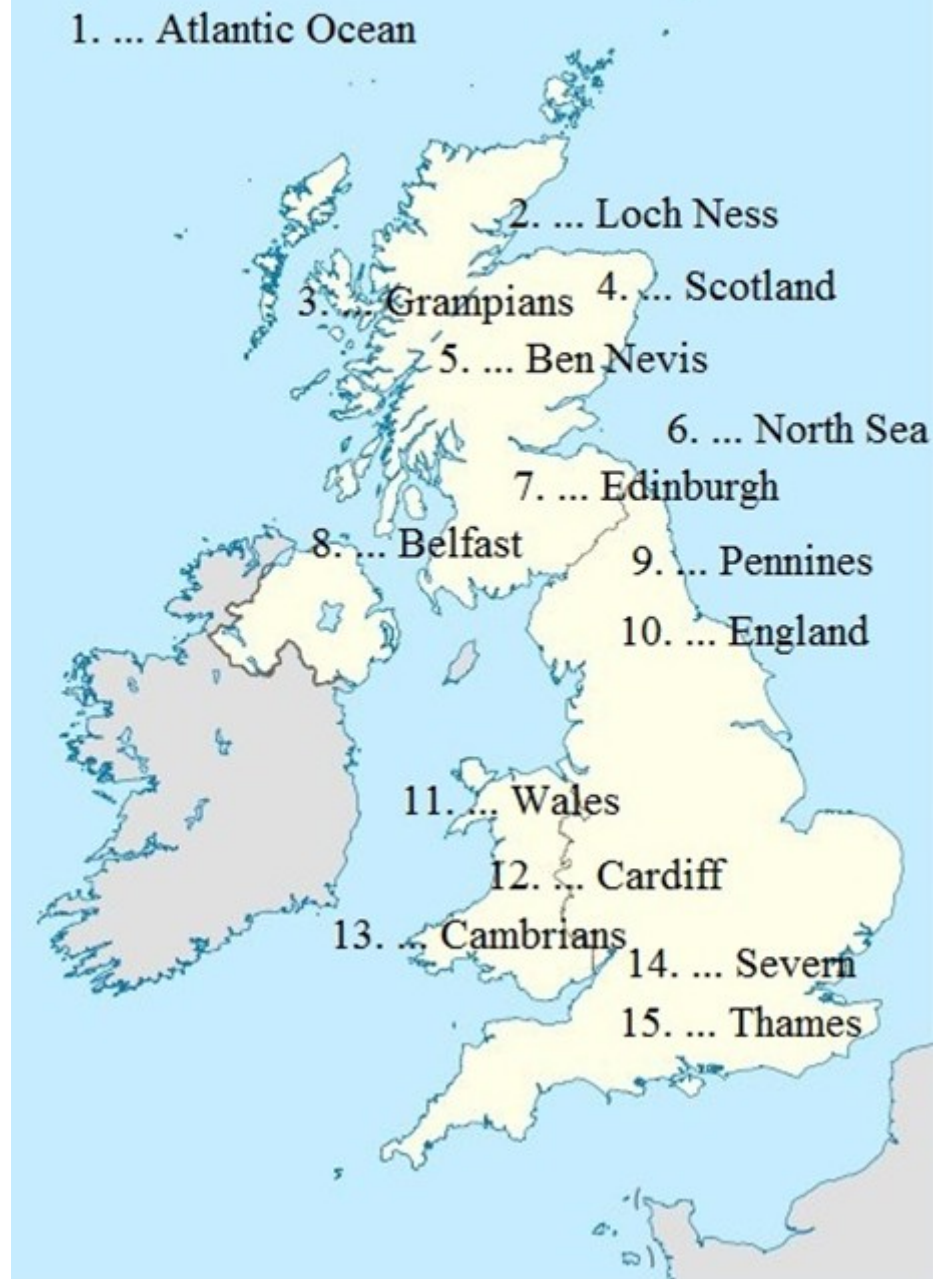 1. ... Atlantic Ocean
2. ... Loch Ness
3. ... Grampians
4. ... Scotland
5. ... Ben Nevis
6. ... North Sea
7. ... Edinburgh
8. ... Belfast
9. ... Pennines
10. ... England
11. ... Wales
12. ... Cardiff
13. ... Cambrians
14. ... Severn
15. ... Thames